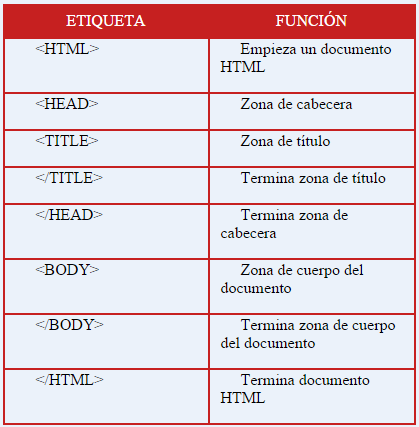 ETIQUETA FUNCIÓN
<HTML> Empieza un documento
HTML
<HEAD> Zona de cabecera
<TITLE> Zona de título
</TITLE> Termina zona de título
</HEAD> Termina zona de
cabecera
<BODY> Zona de cuerpo del
documento
</BODY> Termina zona de cuerpo
del documento
</HTML> Termina documento
HTML